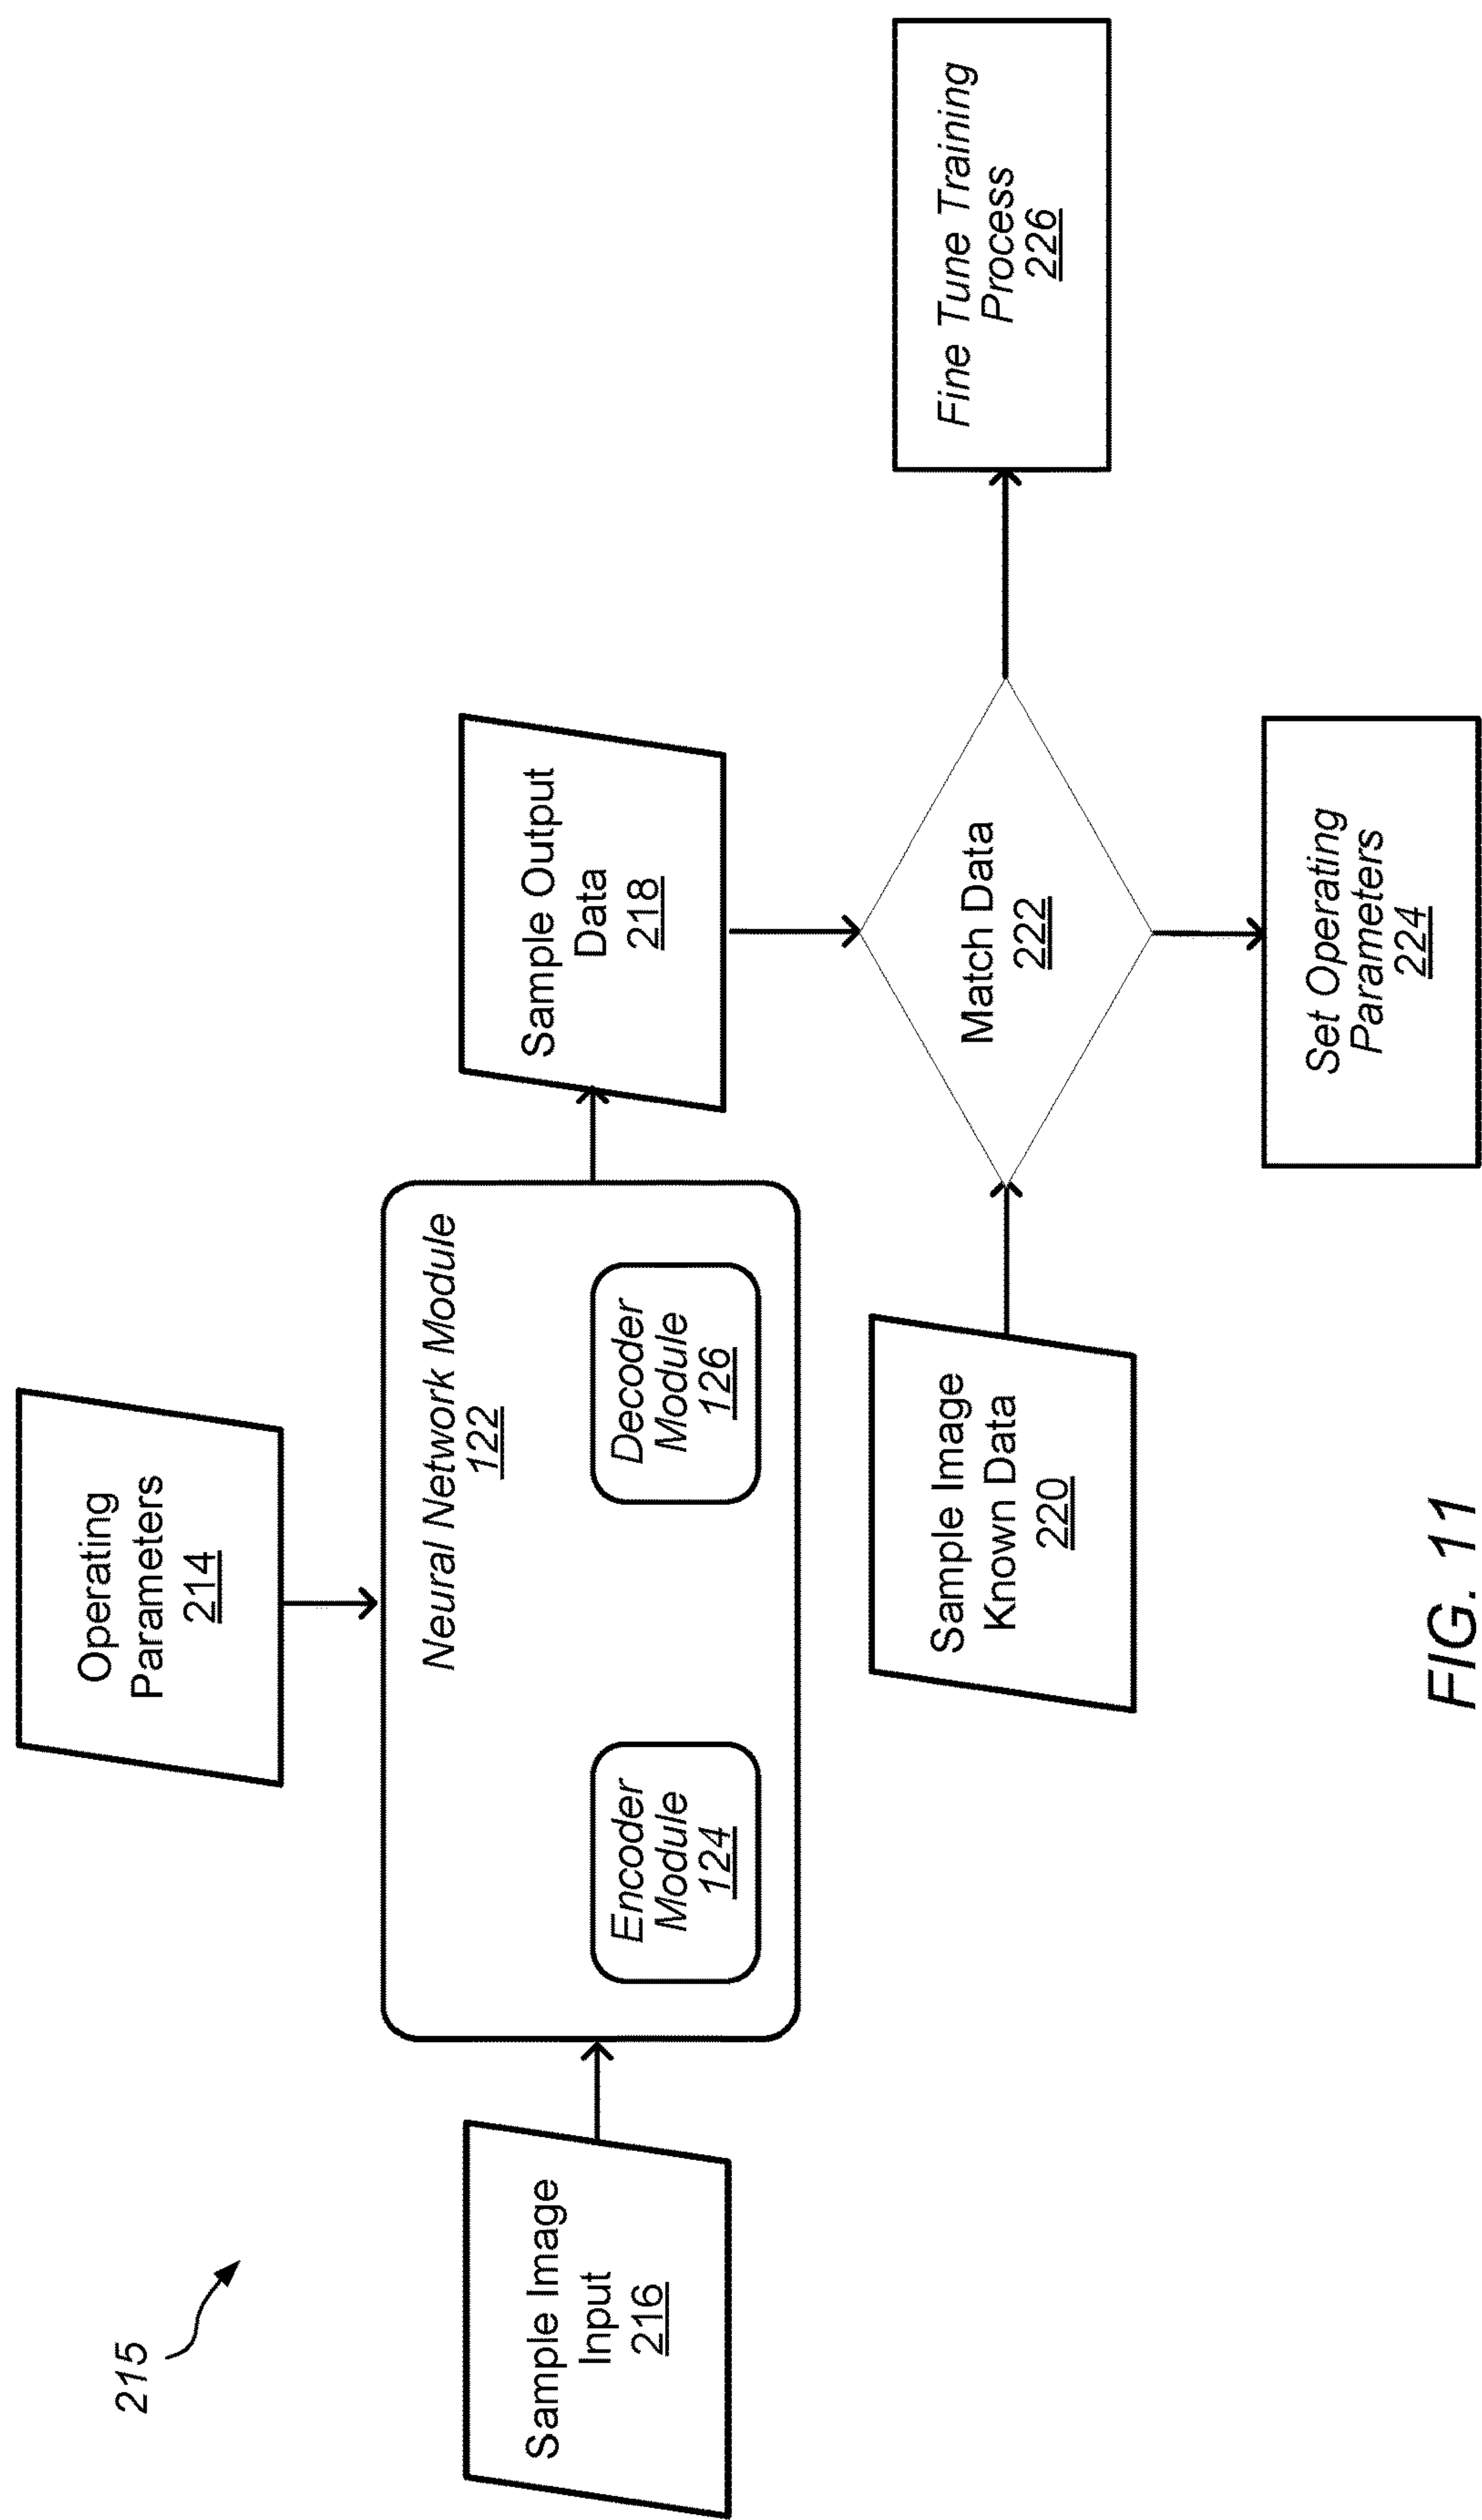 215
Operating
Parameters
214
Sample Image
Input
216
Neural Network Module
122
Encoder
Module
124
Decoder
Module
126
Sample Output
Data
218
Sample Image
Known Data
220
Match Data
222
Fine Tune Training
Process
226
Set Operating
Parameters
224
FIG. 11